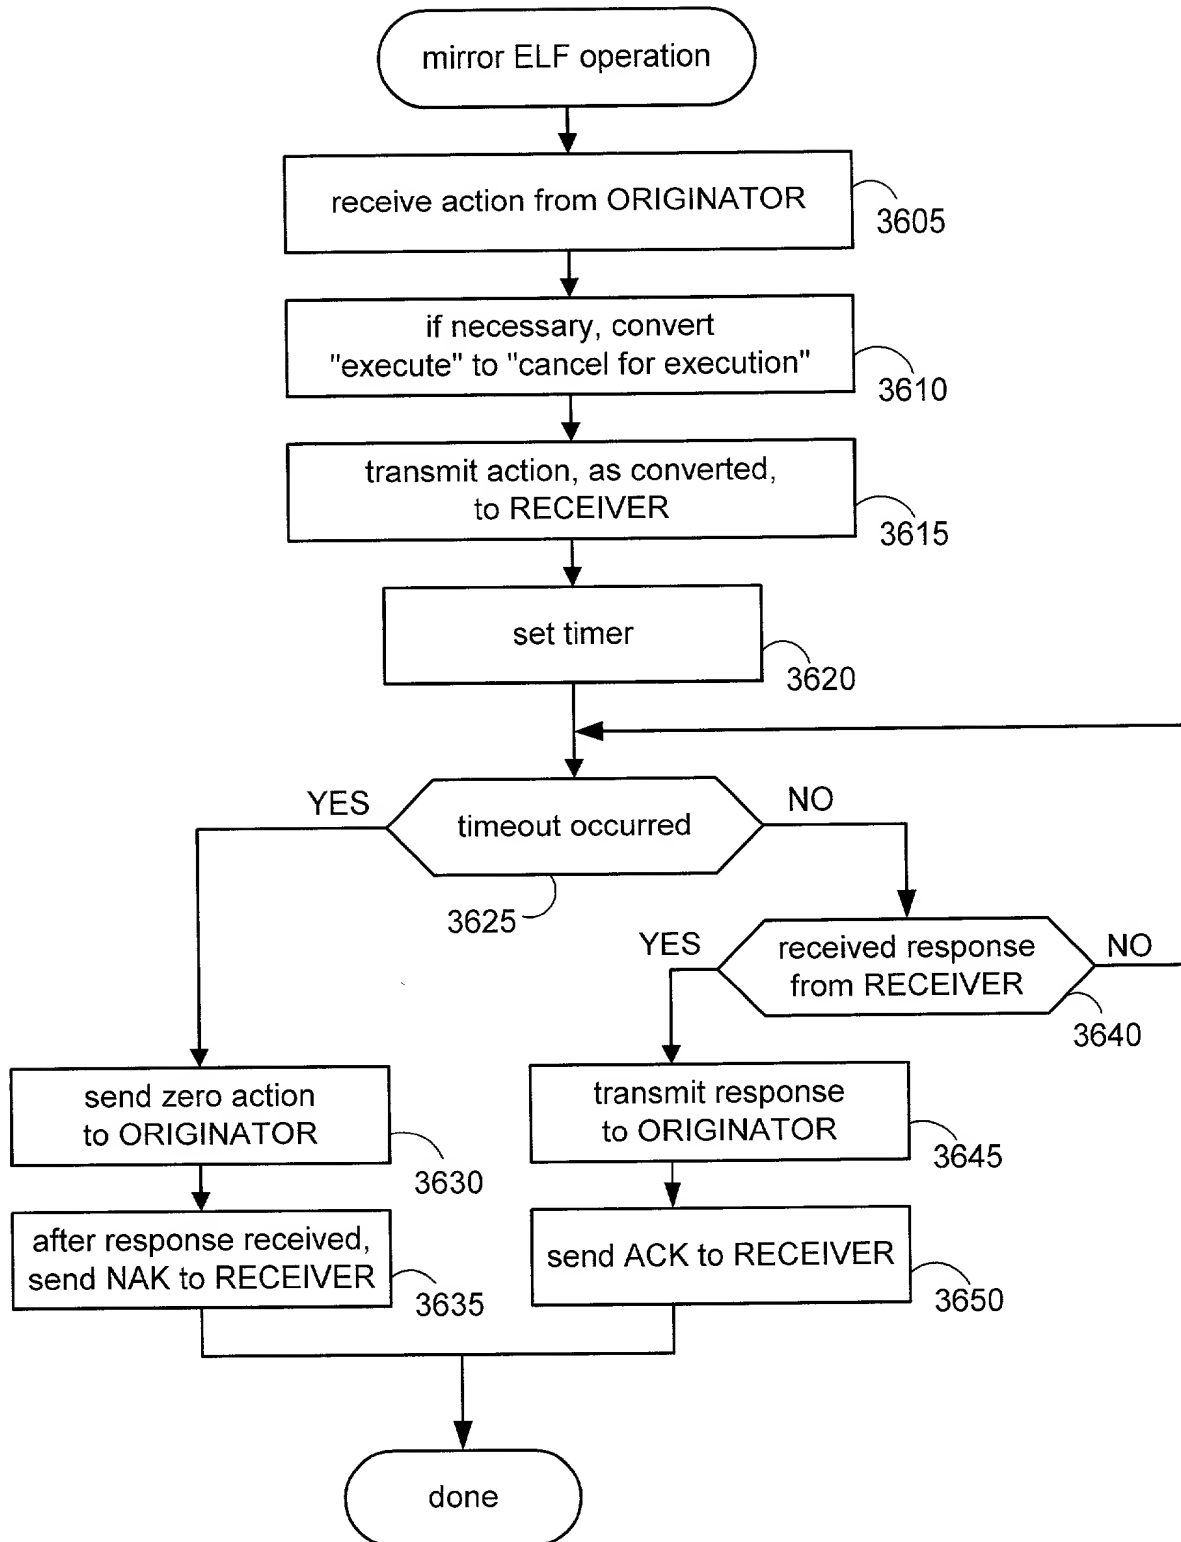 mirror ELF operation
receive action from ORIGINATOR
3605
if necessary, convert
"execute" to "cancel for execution"
3610
transmit action, as converted,
to RECEIVER
3615
set timer
3620
YES
timeout occurred
NO
3625
YES
received response
from RECEIVER
NO
3640
send zero action
to ORIGINATOR
3630
transmit response
to ORIGINATOR
3645
after response received,
send NAK to RECEIVER
3635
send ACK to RECEIVER
3650
done